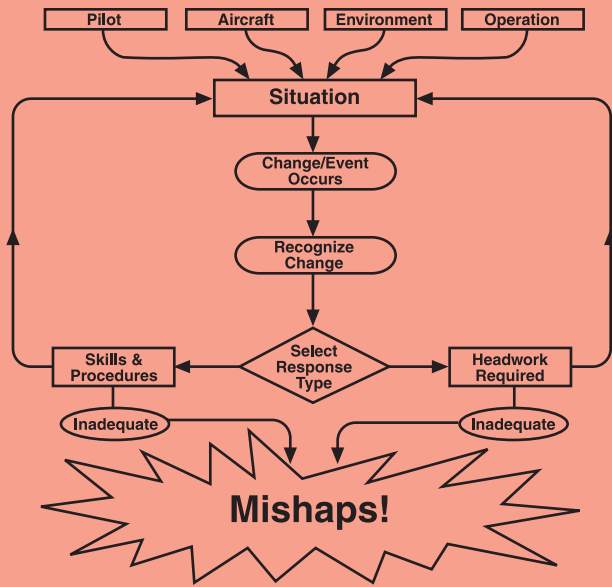 Pilot
Aircraft
Environment
Operation
Situation
Change/Event
Occurs
Recognize
Change
Select
Response
Type
Skills &
Procedures
Headwork
Required
Inadequate
Inadequate
Mishaps!